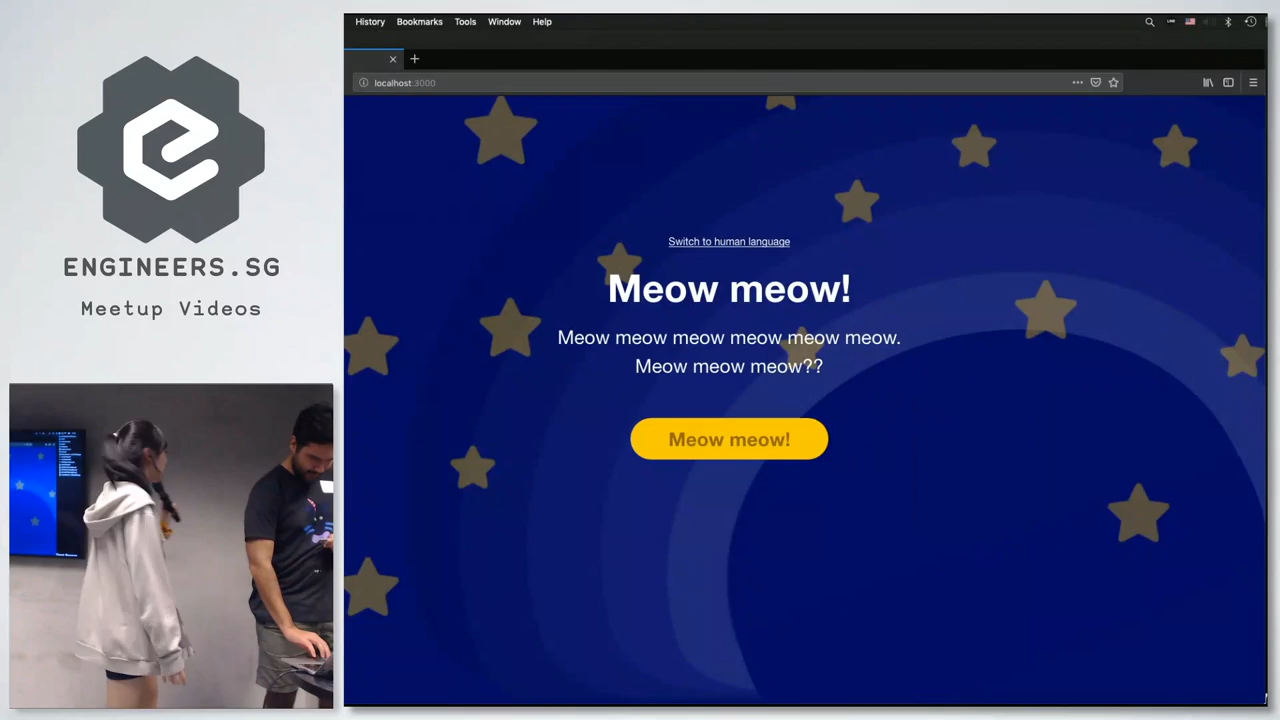 ENGINEERS.SG
Meetup Videos
History Bookmarks Tools Window Help
localhost:3000
Switch to human language
Meow meow!
Meow meow meow meow meow meow.
Meow meow meow??
Meow meow!